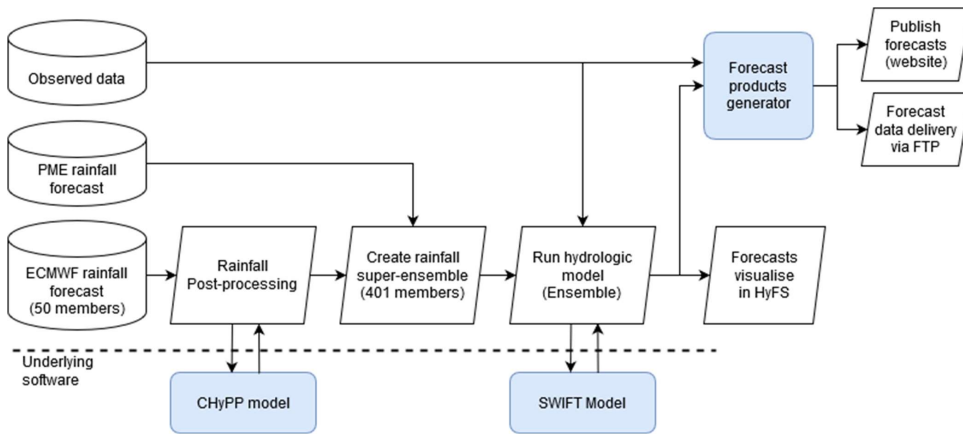 Observed data
Forecast
products
generator
Publish
forecasts
(website)
Forecast
data delivery
via FTP
PME rainfall
forecast
ECMWF rainfall
forecast
(50 members)
Rainfall
Post-processing
Create rainfall
super-ensemble
(401 members)
Run hydrologic
model
(Ensemble)
Forecasts
visualise
in HyFS
Underlying
software
CHyPP model
SWIFT Model